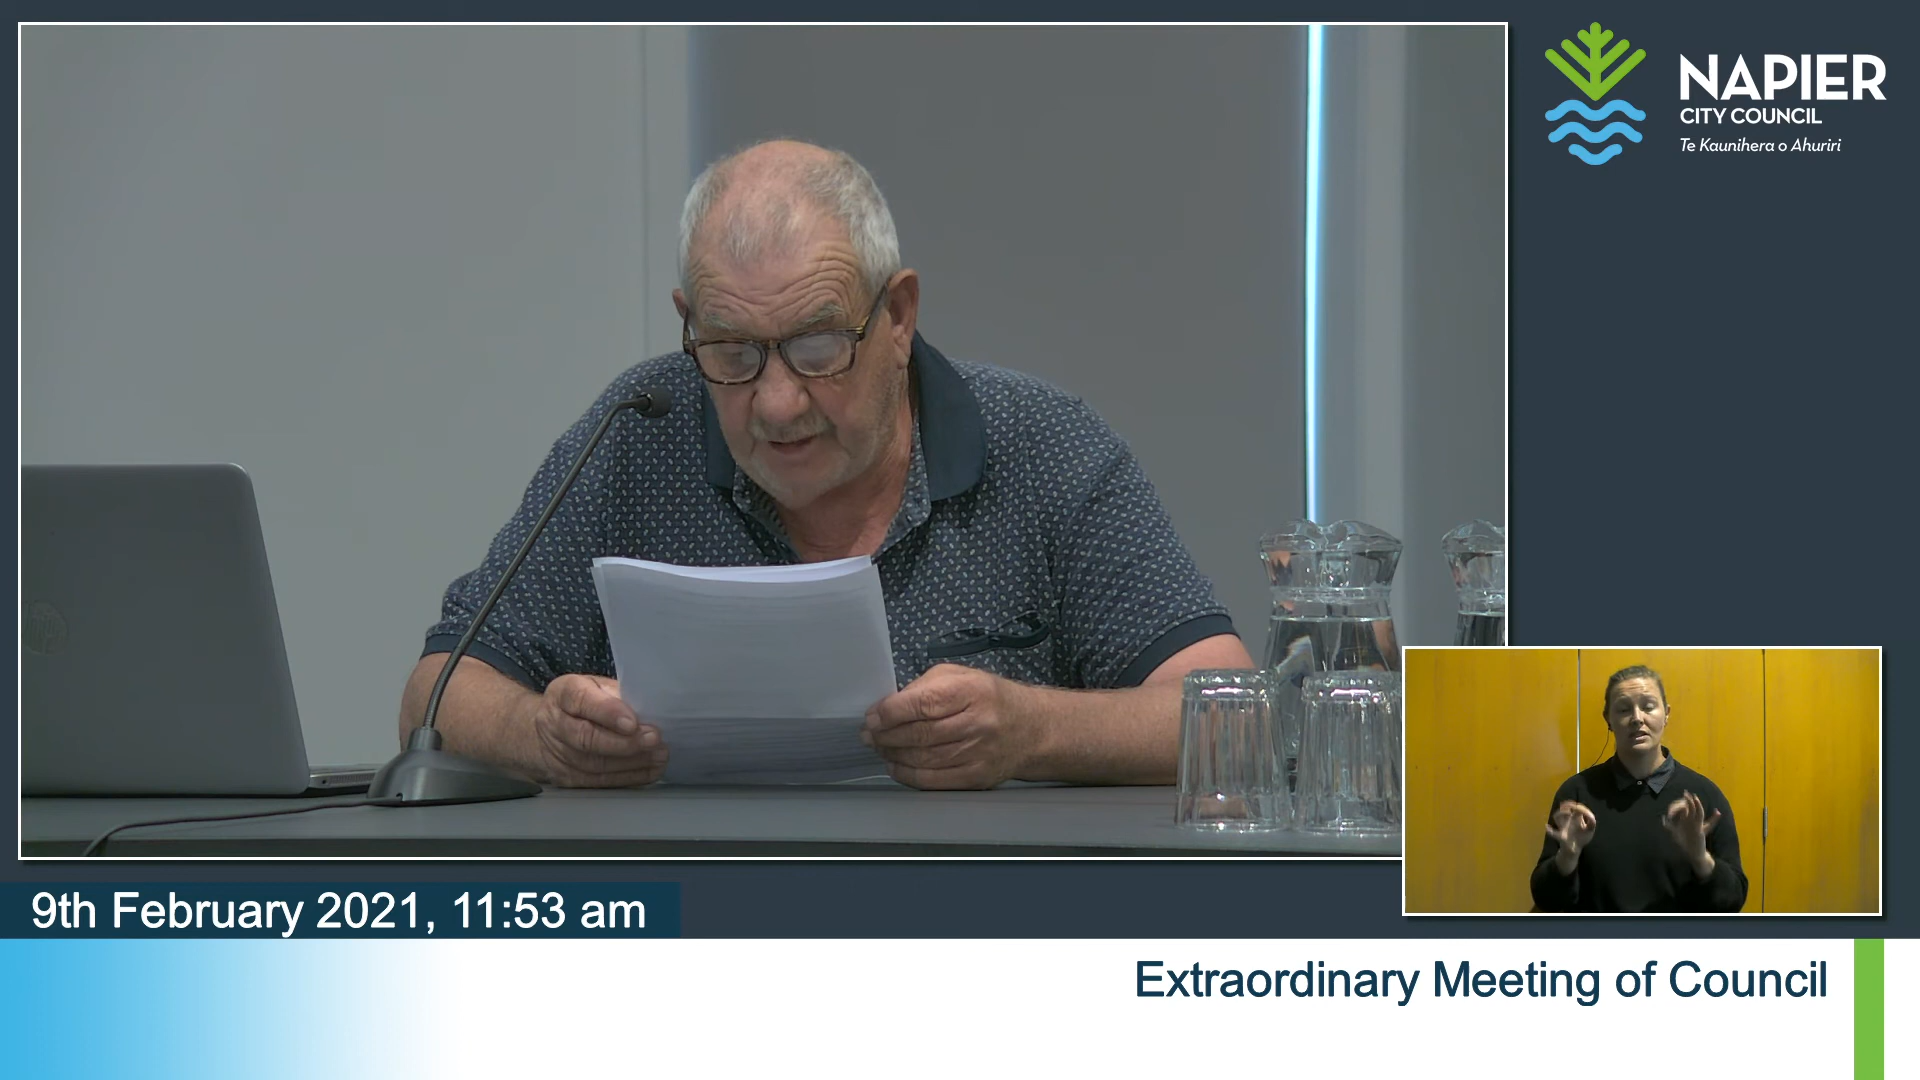 NAPIER
CITY COUNCIL
Te Kaunihera o Ahuriri
9th February 2021, 11:53 am
Extraordinary Meeting of Council